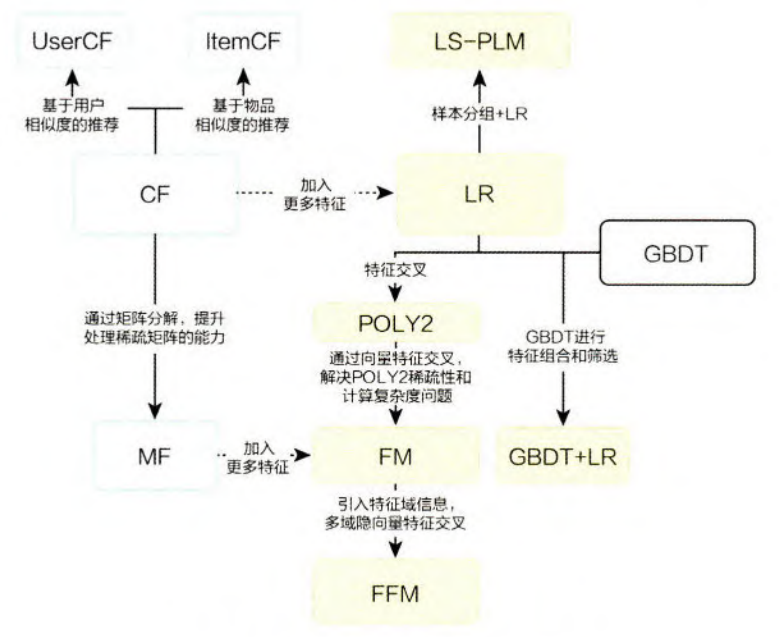 UserCF
ItemCF
LS-PLM
基于用户
相似度的推荐
基于物品
相似度的推荐
样本分组+LR
CF
加入
更多特征
LR
GBDT
特征交叉
通过矩阵分解，提升
处理稀疏矩阵的能力
POLY2
GBDT进行
特征组合和筛选
通过向量特征交叉，
解决POLY2稀疏性和
计算复杂度问题
MF
加入
更多特征
FM
GBDT+LR
引入特征域信息，
多域隐向量特征交叉
FFM